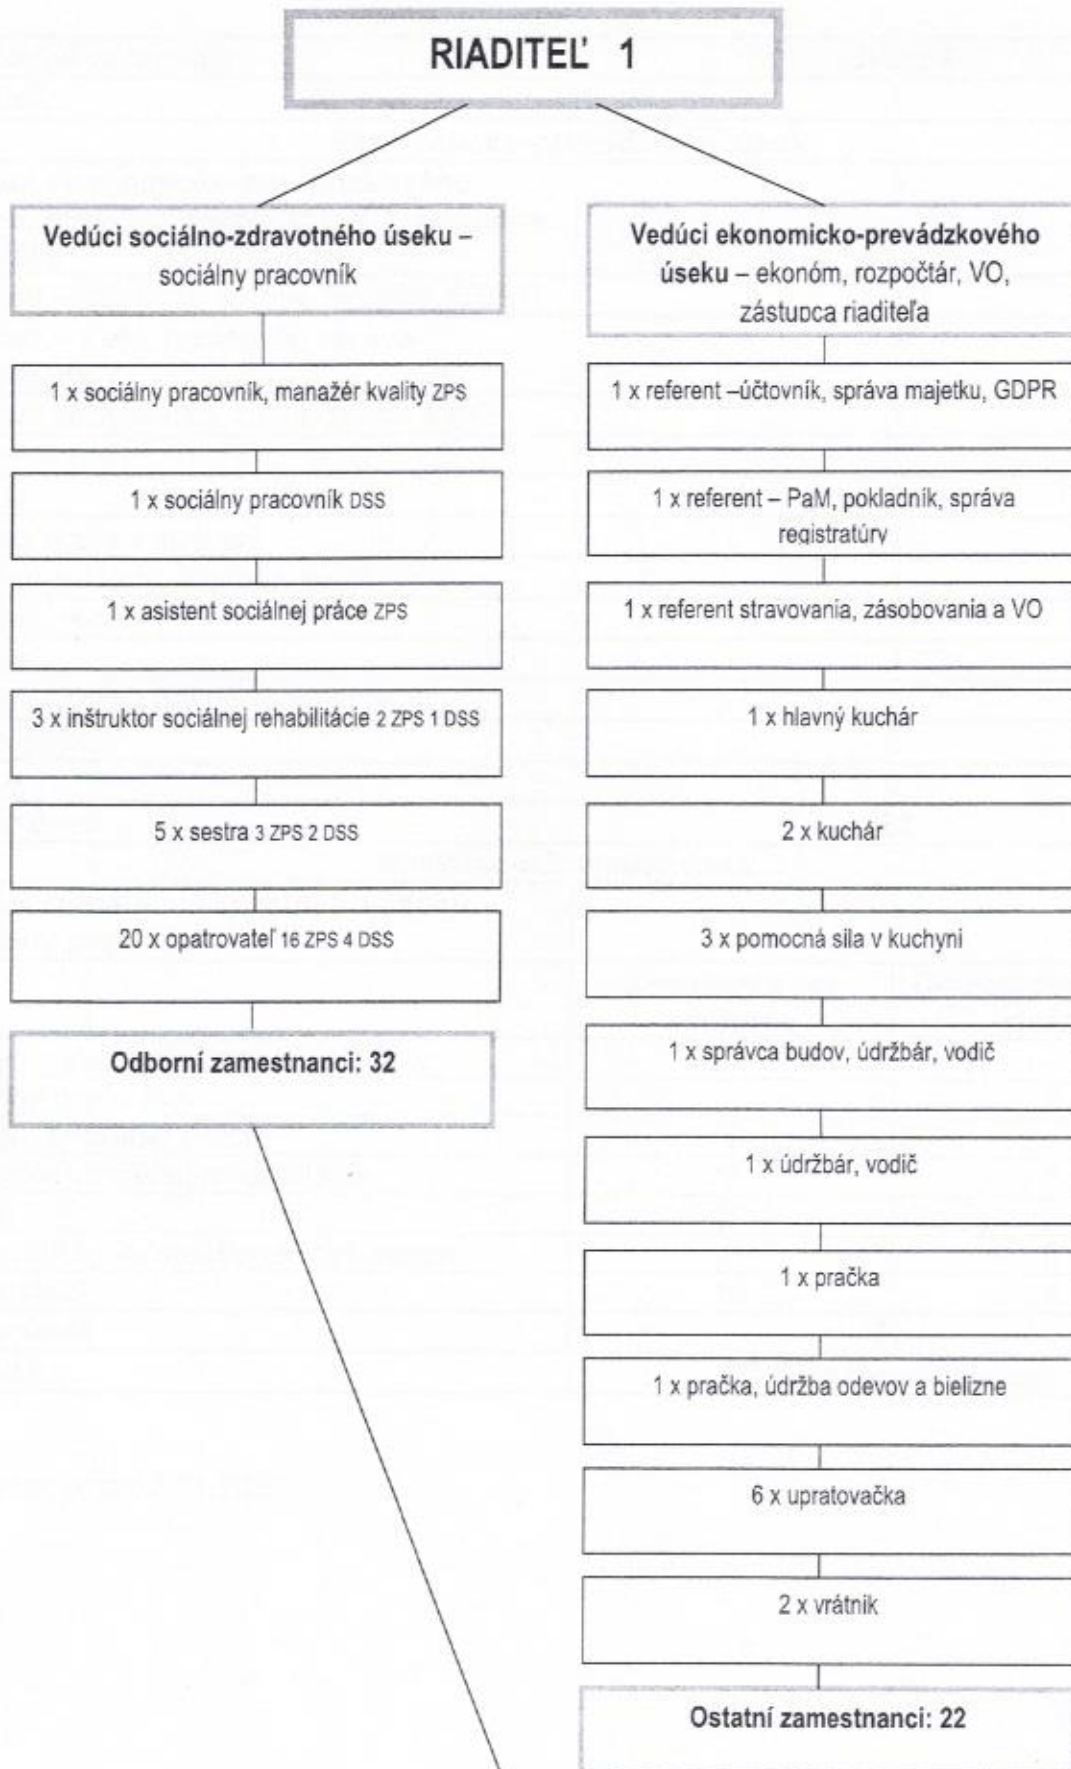 RIADITEĽ 1
Vedúci sociálno-zdravotného úseku –
sociálny pracovník
1 x sociálny pracovník, manažér kvality ZPS
1 x sociálny pracovník DSS
1 x asistent sociálnej práce ZPS
3 x inštruktor sociálnej rehabilitácie 2 ZPS 1 DSS
5 x sestra 3 ZPS 2 DSS
20 x opatrovateľ 16 ZPS 4 DSS
Odborní zamestnanci: 32
Vedúci ekonomicko-prevádzkového
úseku – ekonóm, rozpočtár, VO,
zástupca riaditeľa
1 x referent –účtovník, správa majetku, GDPR
1 x referent – PaM, pokladník, správa
registratúry
1 x referent stravovania, zásobovania a VO
1 x hlavný kuchár
2 x kuchár
3 x pomocná sila v kuchyni
1 x správca budov, údržbár, vodič
1 x údržbár, vodič
1 x pračka
1 x pračka, údržba odevov a bielizne
6 x upratovačka
2 x vrátnik
Ostatní zamestnanci: 22